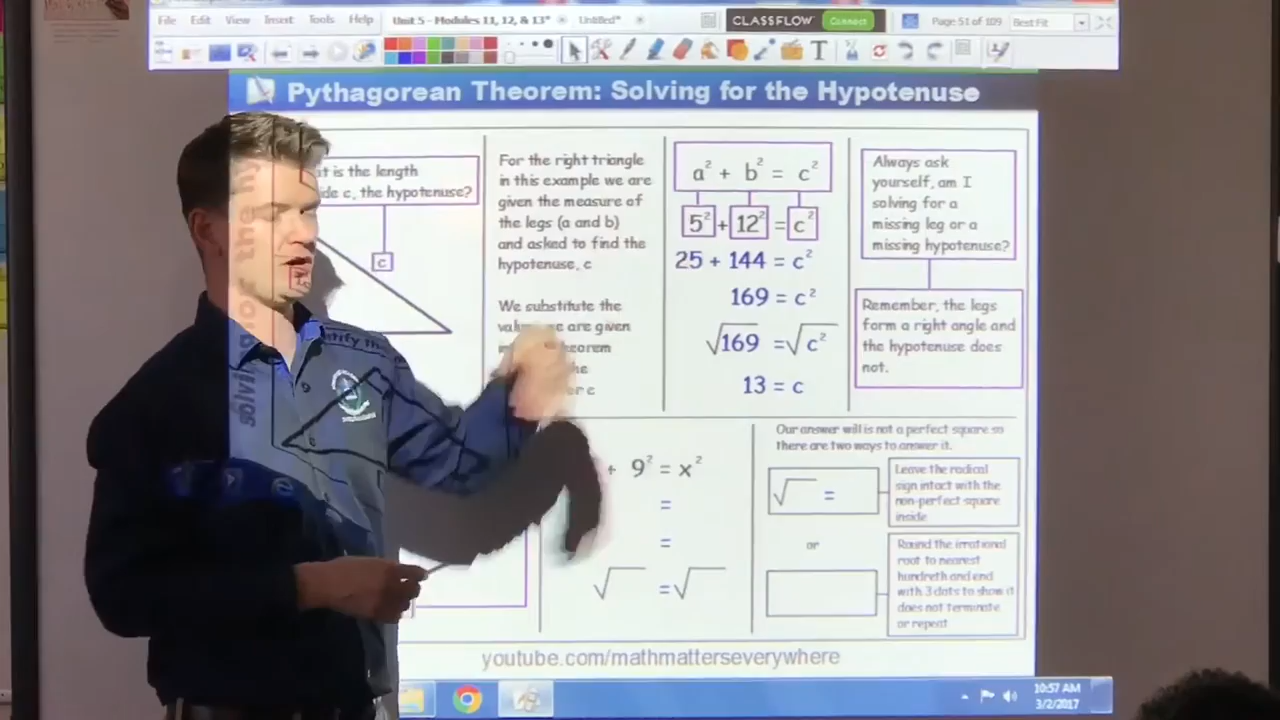 File Edit View Insert Tools Help Unit 5 - Modules 11, 12, & 13* Untitled* CLASSFLOW Connect Page 51 of 109 Best Fit
Pythagorean Theorem: Solving for the Hypotenuse
is the length
c, the hypotenuse?
c
For the right triangle
in this example we are
given the measure of
the legs (a and b)
and asked to find the
hypotenuse, c
We substitute the
are given
a² + b² = c²
5² + 12² = c²
25 + 144 = c²
169 = c²
√169 = √c²
13 = c
Always ask
yourself, am I
solving for a
missing leg or a
missing hypotenuse?
Remember, the legs
form a right angle and
the hypotenuse does
not.
+ 9² = x²
=
=
√ = √
Our answer will is not a perfect square so
there are two ways to answer it.
√ =
Leave the radical
sign intact with the
non-perfect square
inside
or
Round the irrational
root to nearest
hundreth and end
with 3 dots to show it
does not terminate
or repeat
youtube.com/mathmatterseverywhere
10:57 AM
3/2/2017